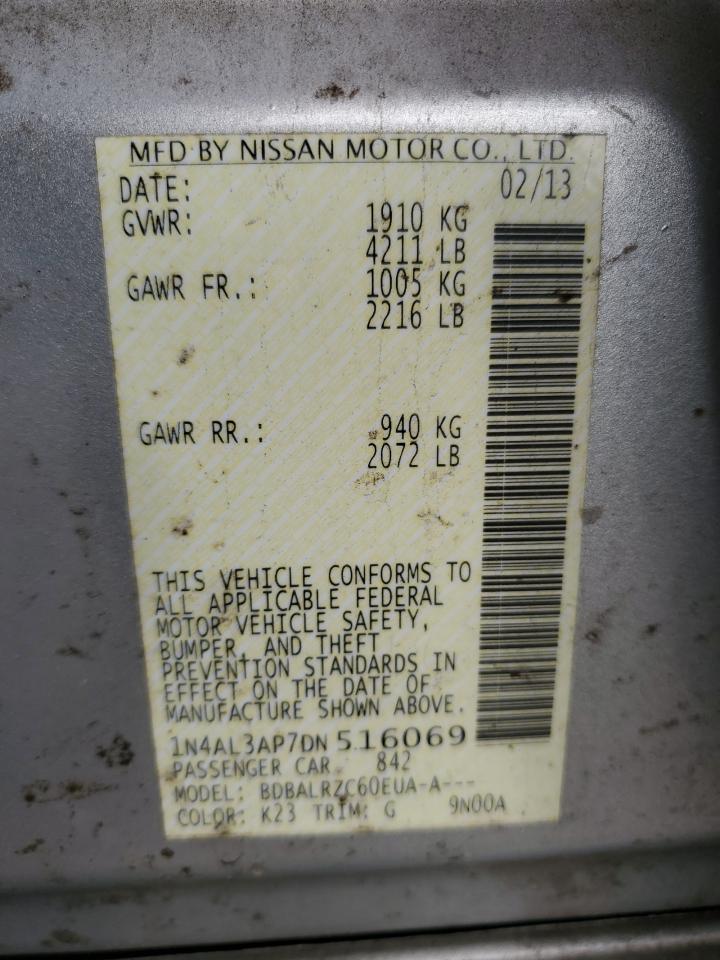 MFD BY NISSAN MOTOR CO., LTD.
DATE: 02/13
GVWR: 1910 KG
4211 LB
GAWR FR.: 1005 KG
2216 LB
GAWR RR.: 940 KG
2072 LB
THIS VEHICLE CONFORMS TO
ALL APPLICABLE FEDERAL
MOTOR VEHICLE SAFETY,
BUMPER, AND THEFT
PREVENTION STANDARDS IN
EFFECT ON THE DATE OF
MANUFACTURE SHOWN ABOVE.
1N4AL3AP7DN 516069
PASSENGER CAR 842
MODEL: BDBALRZC60EUA-A---
COLOR: K23 TRIM: G 9N00A